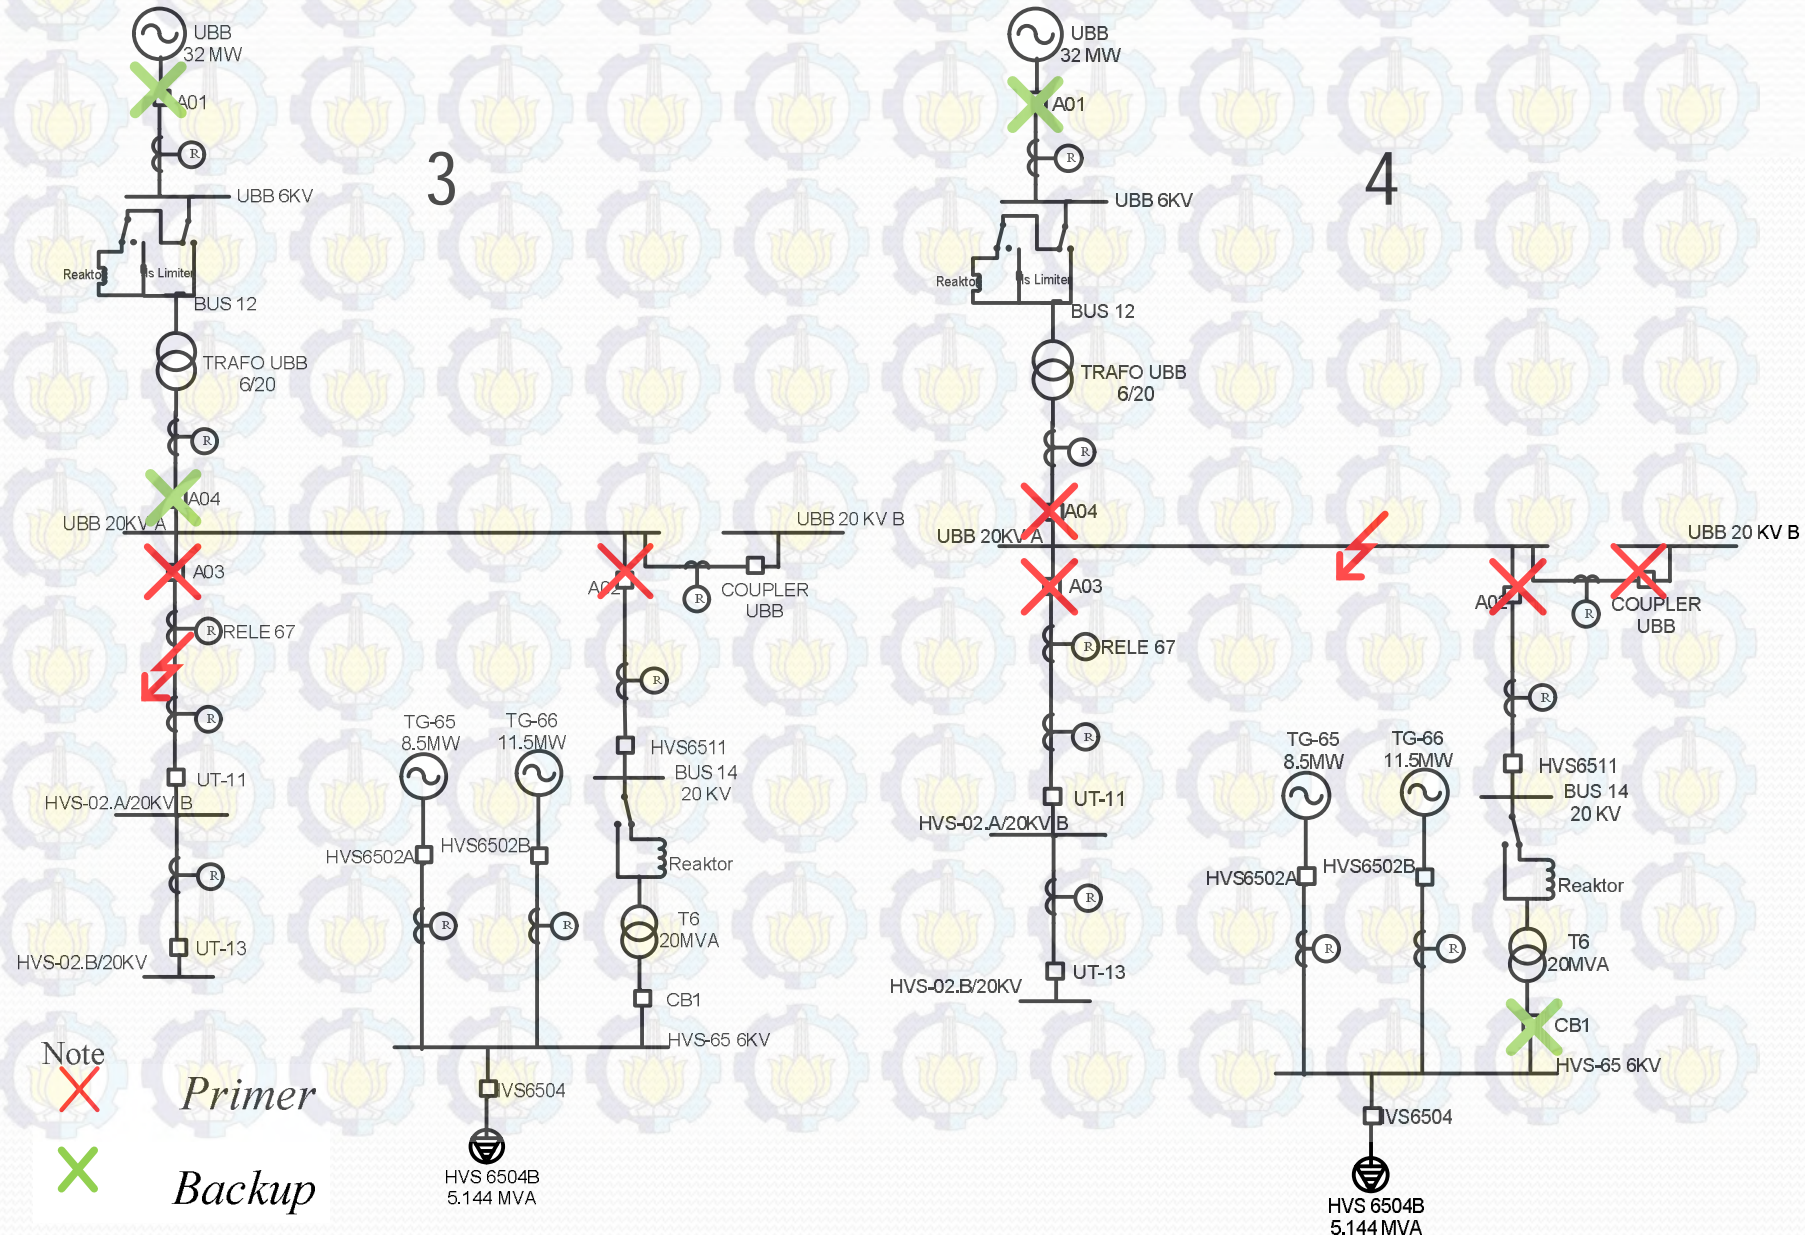 UBB
32 MW
A01
R
3
UBB 6KV
Reaktor
Is Limiter
BUS 12
TRAFO UBB
6/20
R
A04
UBB 20KV A
UBB 20 KV B
A03
A02
COUPLER
UBB
R
R
RELE 67
R
R
TG-65
8.5MW
TG-66
11.5MW
HVS6511
BUS 14
20 KV
UT-11
HVS-02.A/20KV B
HVS6502A
HVS6502B
Reaktor
R
R
R
T6
20MVA
UT-13
HVS-02.B/20KV
CB1
HVS-65 6KV
VS6504
HVS 6504B
5.144 MVA
Note
Primer
Backup
UBB
32 MW
A01
R
4
UBB 6KV
Reaktor
Is Limiter
BUS 12
TRAFO UBB
6/20
R
A04
UBB 20KV A
UBB 20 KV B
A03
A02
COUPLER
UBB
R
R
RELE 67
R
R
TG-65
8.5MW
TG-66
11.5MW
HVS6511
BUS 14
20 KV
UT-11
HVS-02.A/20KV B
HVS6502A
HVS6502B
Reaktor
R
R
R
T6
20MVA
UT-13
HVS-02.B/20KV
CB1
HVS-65 6KV
VS6504
HVS 6504B
5.144 MVA